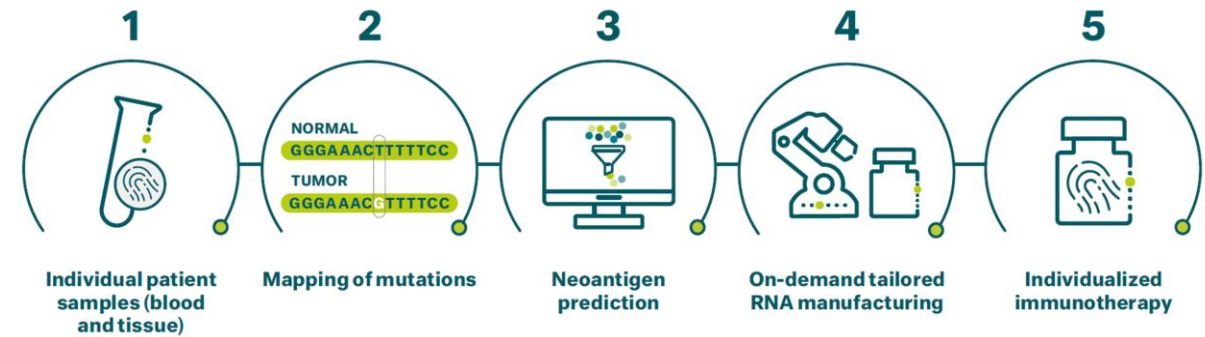 1
2
3
4
5
NORMAL
GGGAAACTTTTTCC
TUMOR
GGGAAACGTTTTCC
Individual patient
samples (blood
and tissue)
Mapping of mutations
Neoantigen
prediction
On-demand tailored
RNA manufacturing
Individualized
immunotherapy